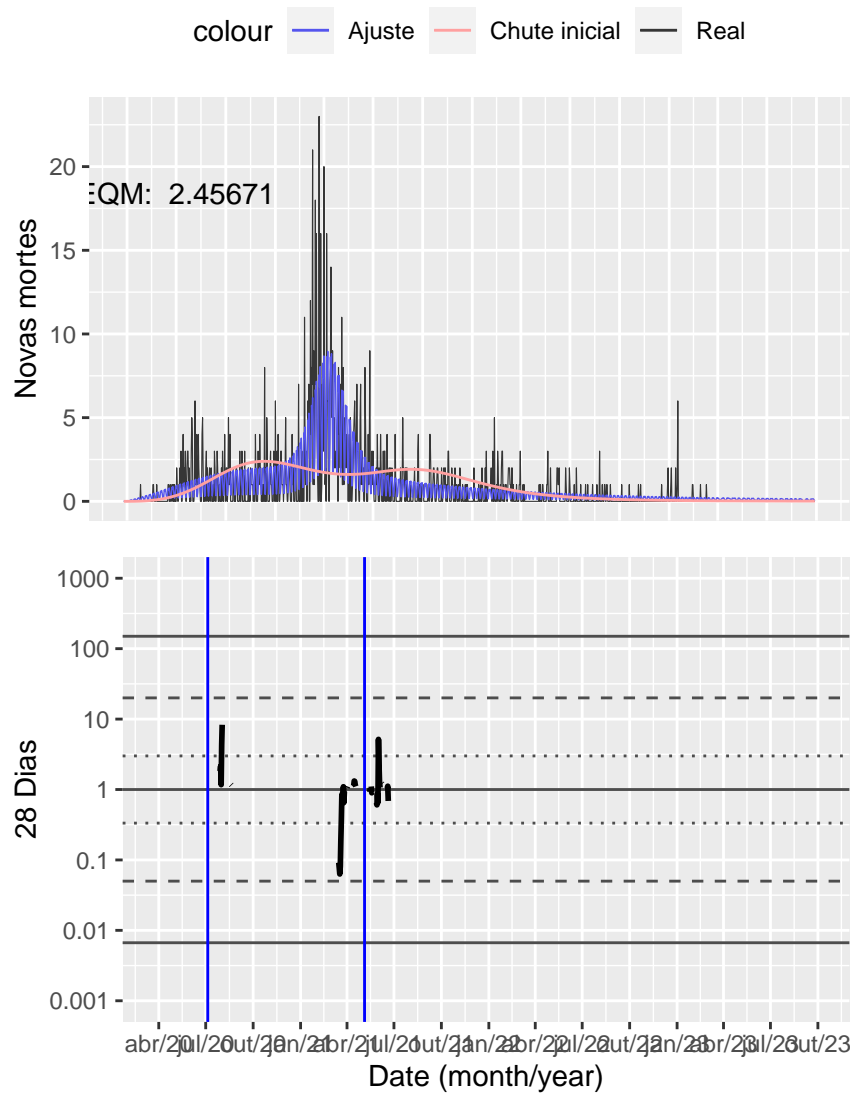 colour Ajuste Chute inicial Real
Novas mortes
20
15
10
5
0
EQM: 2.45671
28 Dias
1000
100
10
1
0.1
0.01
0.001
abr/20 jul/20 out/20 jan/21 abr/21 jul/21 out/21 jan/22 abr/22 jul/22 out/22 jan/23 abr/23 jul/23 out/23
Date (month/year)